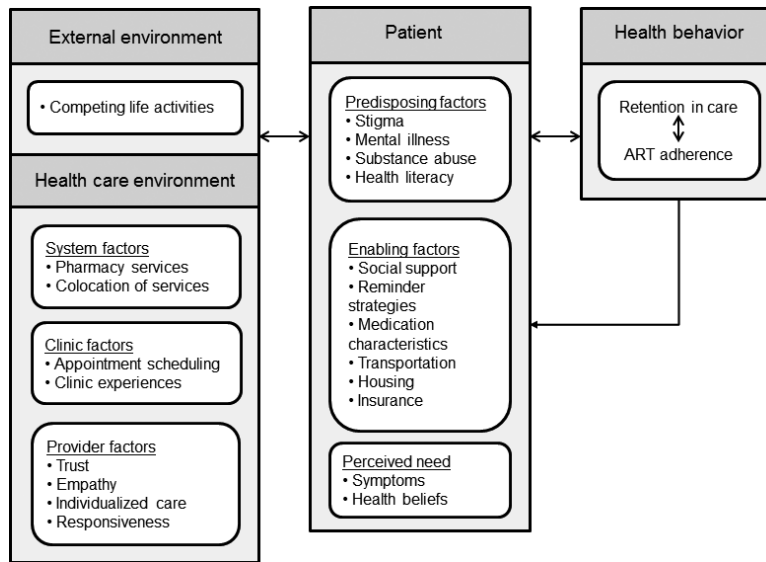 External environment
• Competing life activities
Health care environment
System factors
• Pharmacy services
• Colocation of services
Clinic factors
• Appointment scheduling
• Clinic experiences
Provider factors
• Trust
• Empathy
• Individualized care
• Responsiveness
Patient
Predisposing factors
• Stigma
• Mental illness
• Substance abuse
• Health literacy
Enabling factors
• Social support
• Reminder
strategies
• Medication
characteristics
• Transportation
• Housing
• Insurance
Perceived need
• Symptoms
• Health beliefs
Health behavior
Retention in care
ART adherence